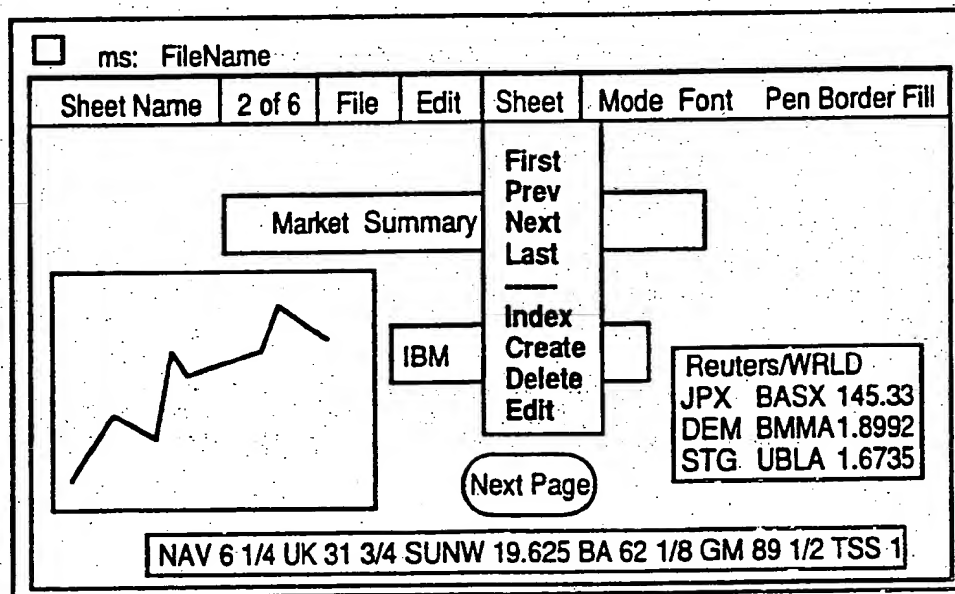 ms: FileName
Sheet Name 2 of 6 File Edit Sheet Mode Font Pen Border Fill
First
Prev
Market Summary Next
Last
Index
IBM Create
Delete
Edit
Reuters/WRLD
JPX BASX 145.33
DEM BMMA 1.8992
STG UBLA 1.6735
Next Page
NAV 6 1/4 UK 31 3/4 SUNW 19.625 BA 62 1/8 GM 89 1/2 TSS 1